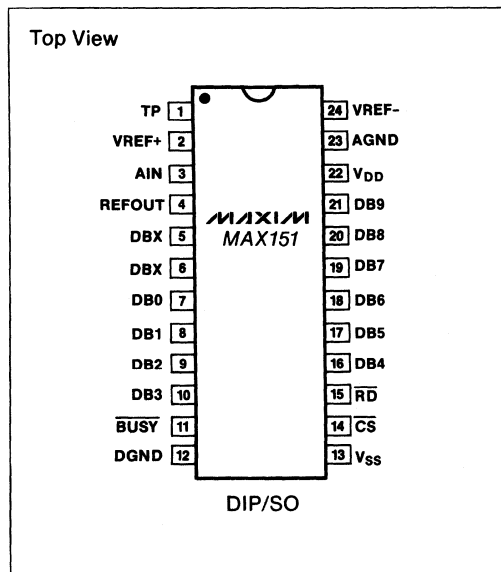 Top View
TP 1
VREF+ 2
AIN 3
REFOUT 4
DBX 5
DBX 6
DB0 7
DB1 8
DB2 9
DB3 10
BUSY 11
DGND 12
MAXIM
MAX151
24 VREF-
23 AGND
22 VDD
21 DB9
20 DB8
19 DB7
18 DB6
17 DB5
16 DB4
15 RD
14 CS
13 VSS
DIP/SO